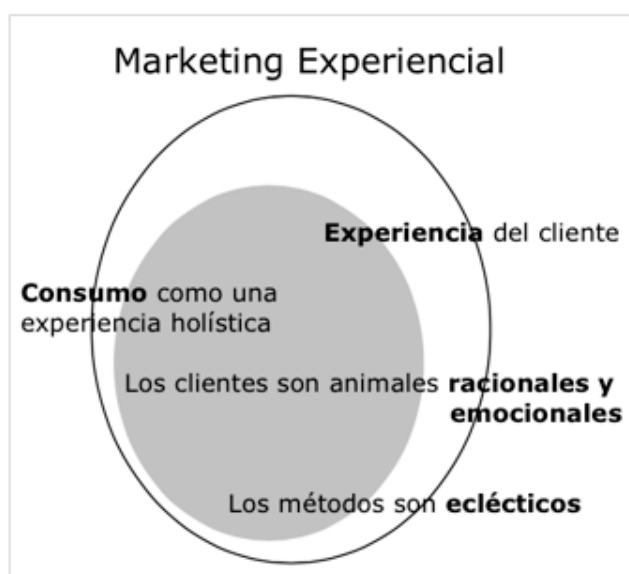 Marketing Experiencial
Experiencia del cliente
Consumo como una
experiencia holística
Los clientes son animales racionales y
emocionales
Los métodos son eclécticos